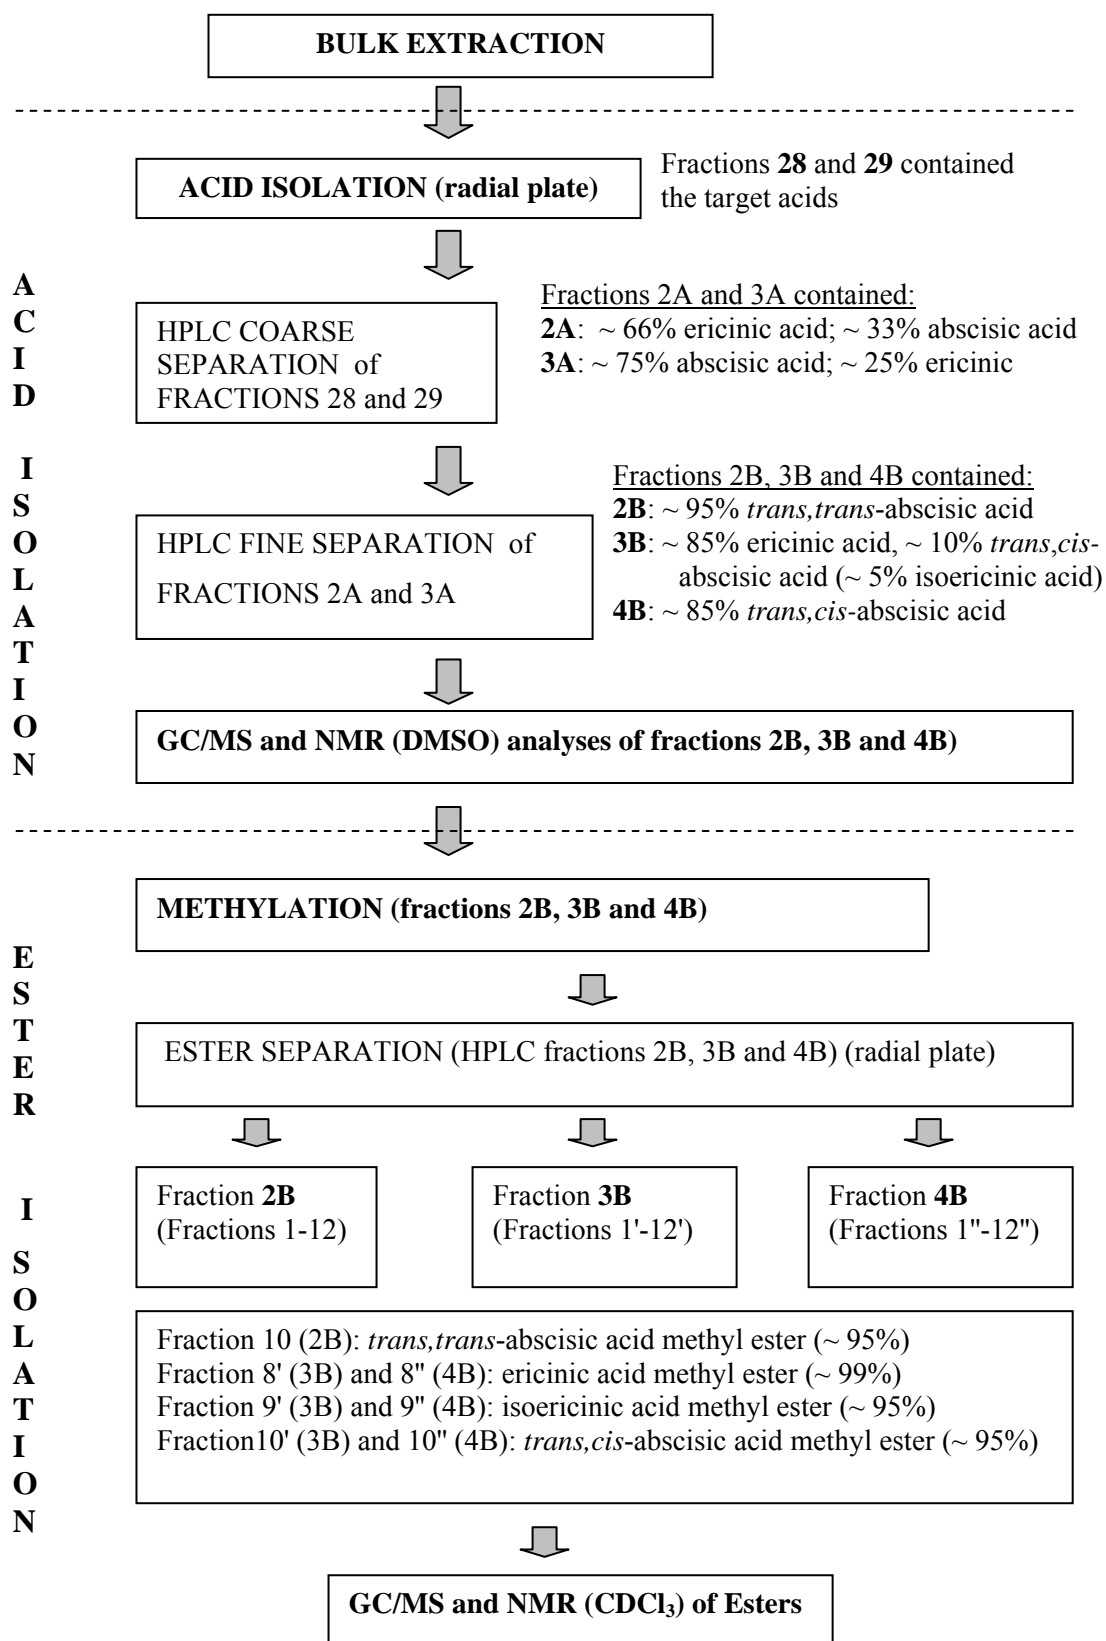 BULK EXTRACTION
ACID ISOLATION (radial plate)
Fractions 28 and 29 contained
the target acids
A
C
I
D
I
S
O
L
A
T
I
O
N
HPLC COARSE
SEPARATION of
FRACTIONS 28 and 29
Fractions 2A and 3A contained:
2A: ~ 66% ericinic acid; ~ 33% abscisic acid
3A: ~ 75% abscisic acid; ~ 25% ericinic
HPLC FINE SEPARATION of
FRACTIONS 2A and 3A
Fractions 2B, 3B and 4B contained:
2B: ~ 95% trans,trans-abscisic acid
3B: ~ 85% ericinic acid, ~ 10% trans,cis-
abscisic acid (~ 5% isoericinic acid)
4B: ~ 85% trans,cis-abscisic acid
GC/MS and NMR (DMSO) analyses of fractions 2B, 3B and 4B)
METHYLATION (fractions 2B, 3B and 4B)
E
S
T
E
R
I
S
O
L
A
T
I
O
N
ESTER SEPARATION (HPLC fractions 2B, 3B and 4B) (radial plate)
Fraction 2B
(Fractions 1-12)
Fraction 3B
(Fractions 1'-12')
Fraction 4B
(Fractions 1"-12")
Fraction 10 (2B): trans,trans-abscisic acid methyl ester (~ 95%)
Fraction 8' (3B) and 8" (4B): ericinic acid methyl ester (~ 99%)
Fraction 9' (3B) and 9" (4B): isoericinic acid methyl ester (~ 95%)
Fraction10' (3B) and 10" (4B): trans,cis-abscisic acid methyl ester (~ 95%)
GC/MS and NMR (CDCl₃) of Esters